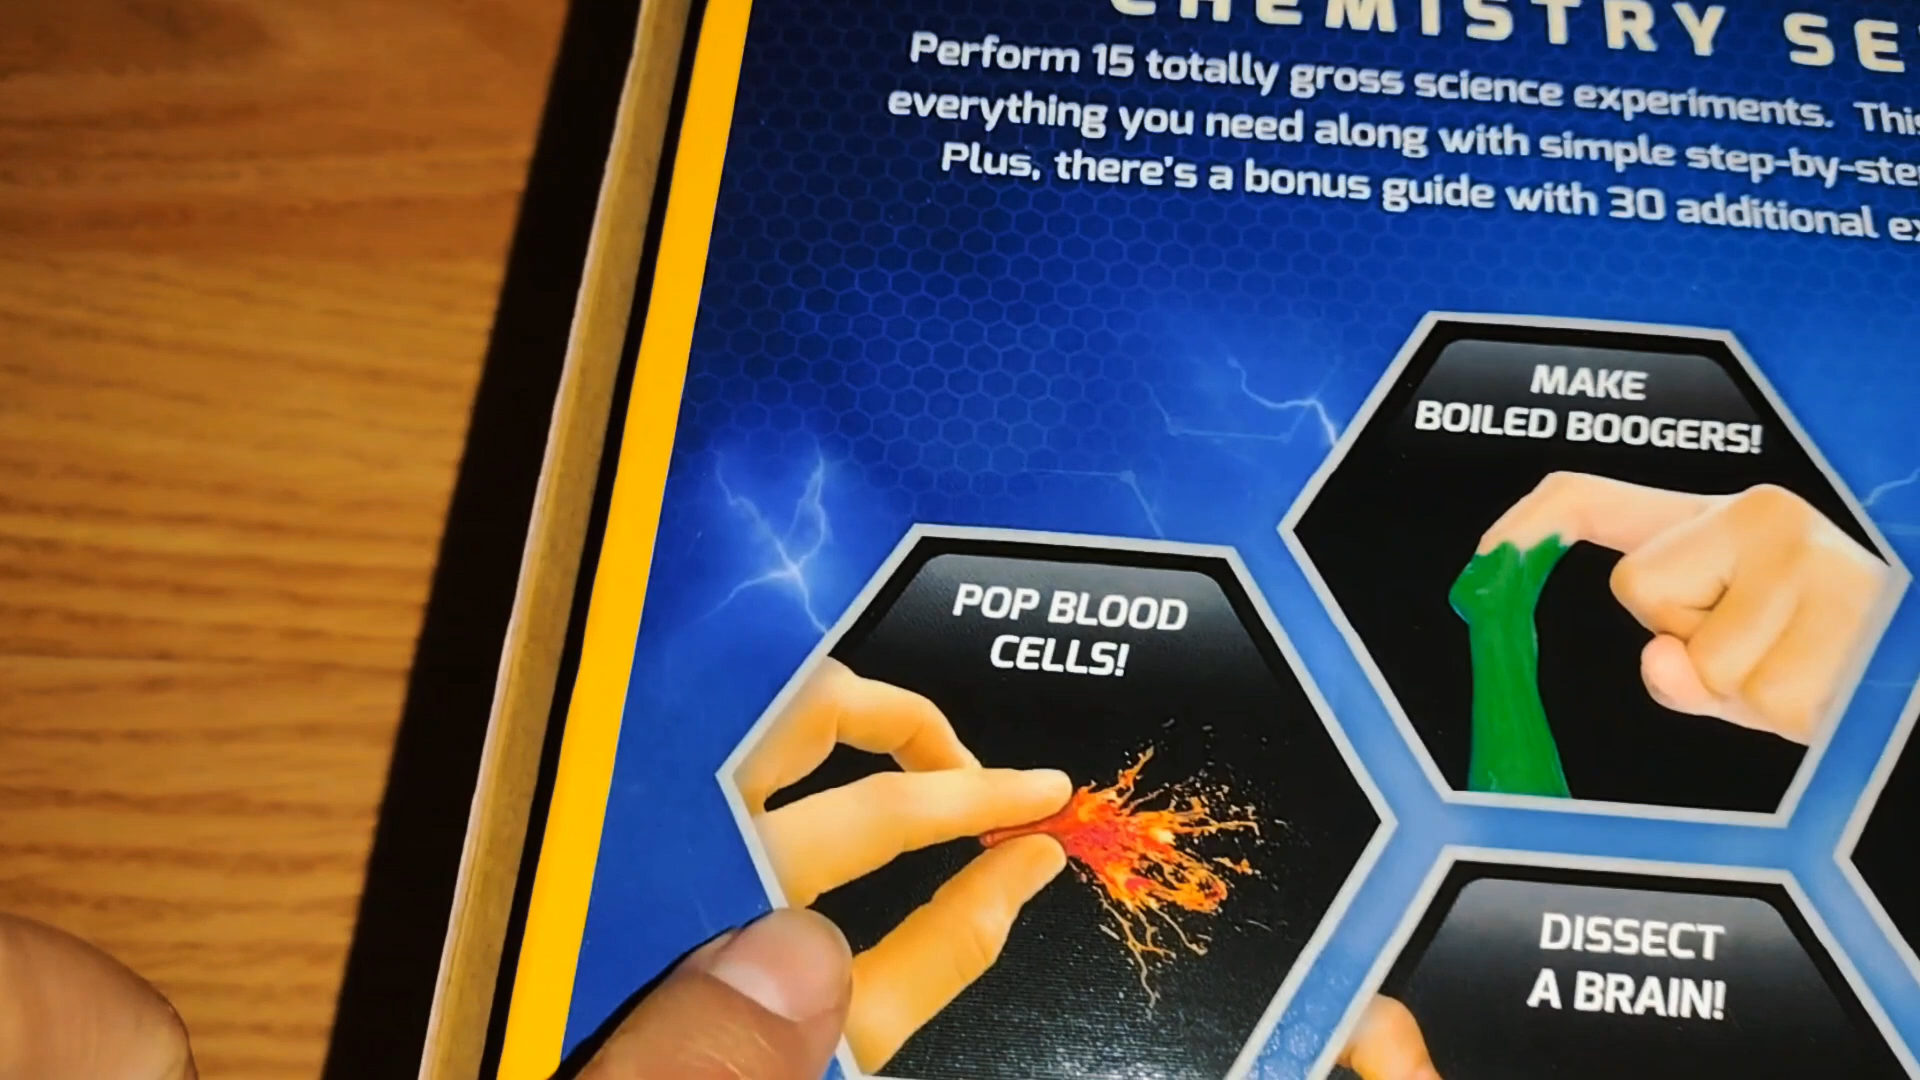 CHEMISTRY SE
Perform 15 totally gross science experiments. This
everything you need along with simple step-by-ste
Plus, there's a bonus guide with 30 additional ex
MAKE
BOILED BOOGERS!
POP BLOOD
CELLS!
DISSECT
A BRAIN!